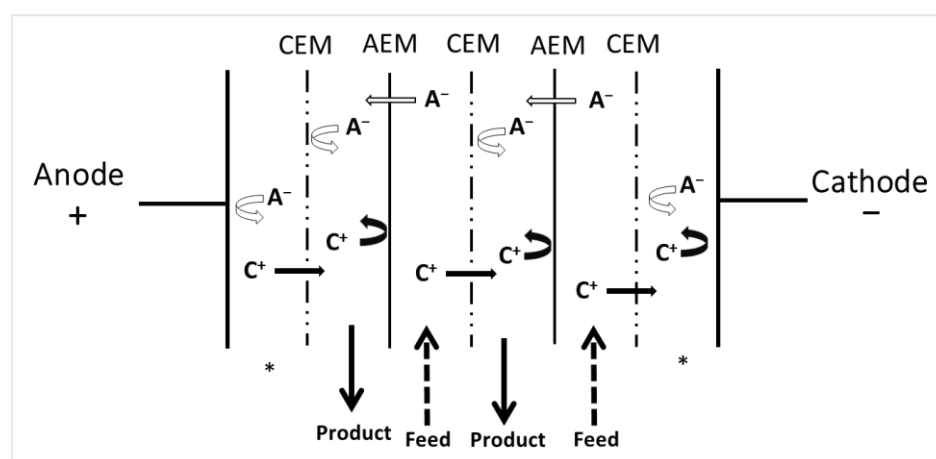 CEM AEM CEM AEM CEM
A⁻ A⁻
A⁻ A⁻
Anode
+
A⁻ A⁻
Cathode
−
C⁺ C⁺ C⁺
C⁺ C⁺ C⁺
* *
Product Feed Product Feed